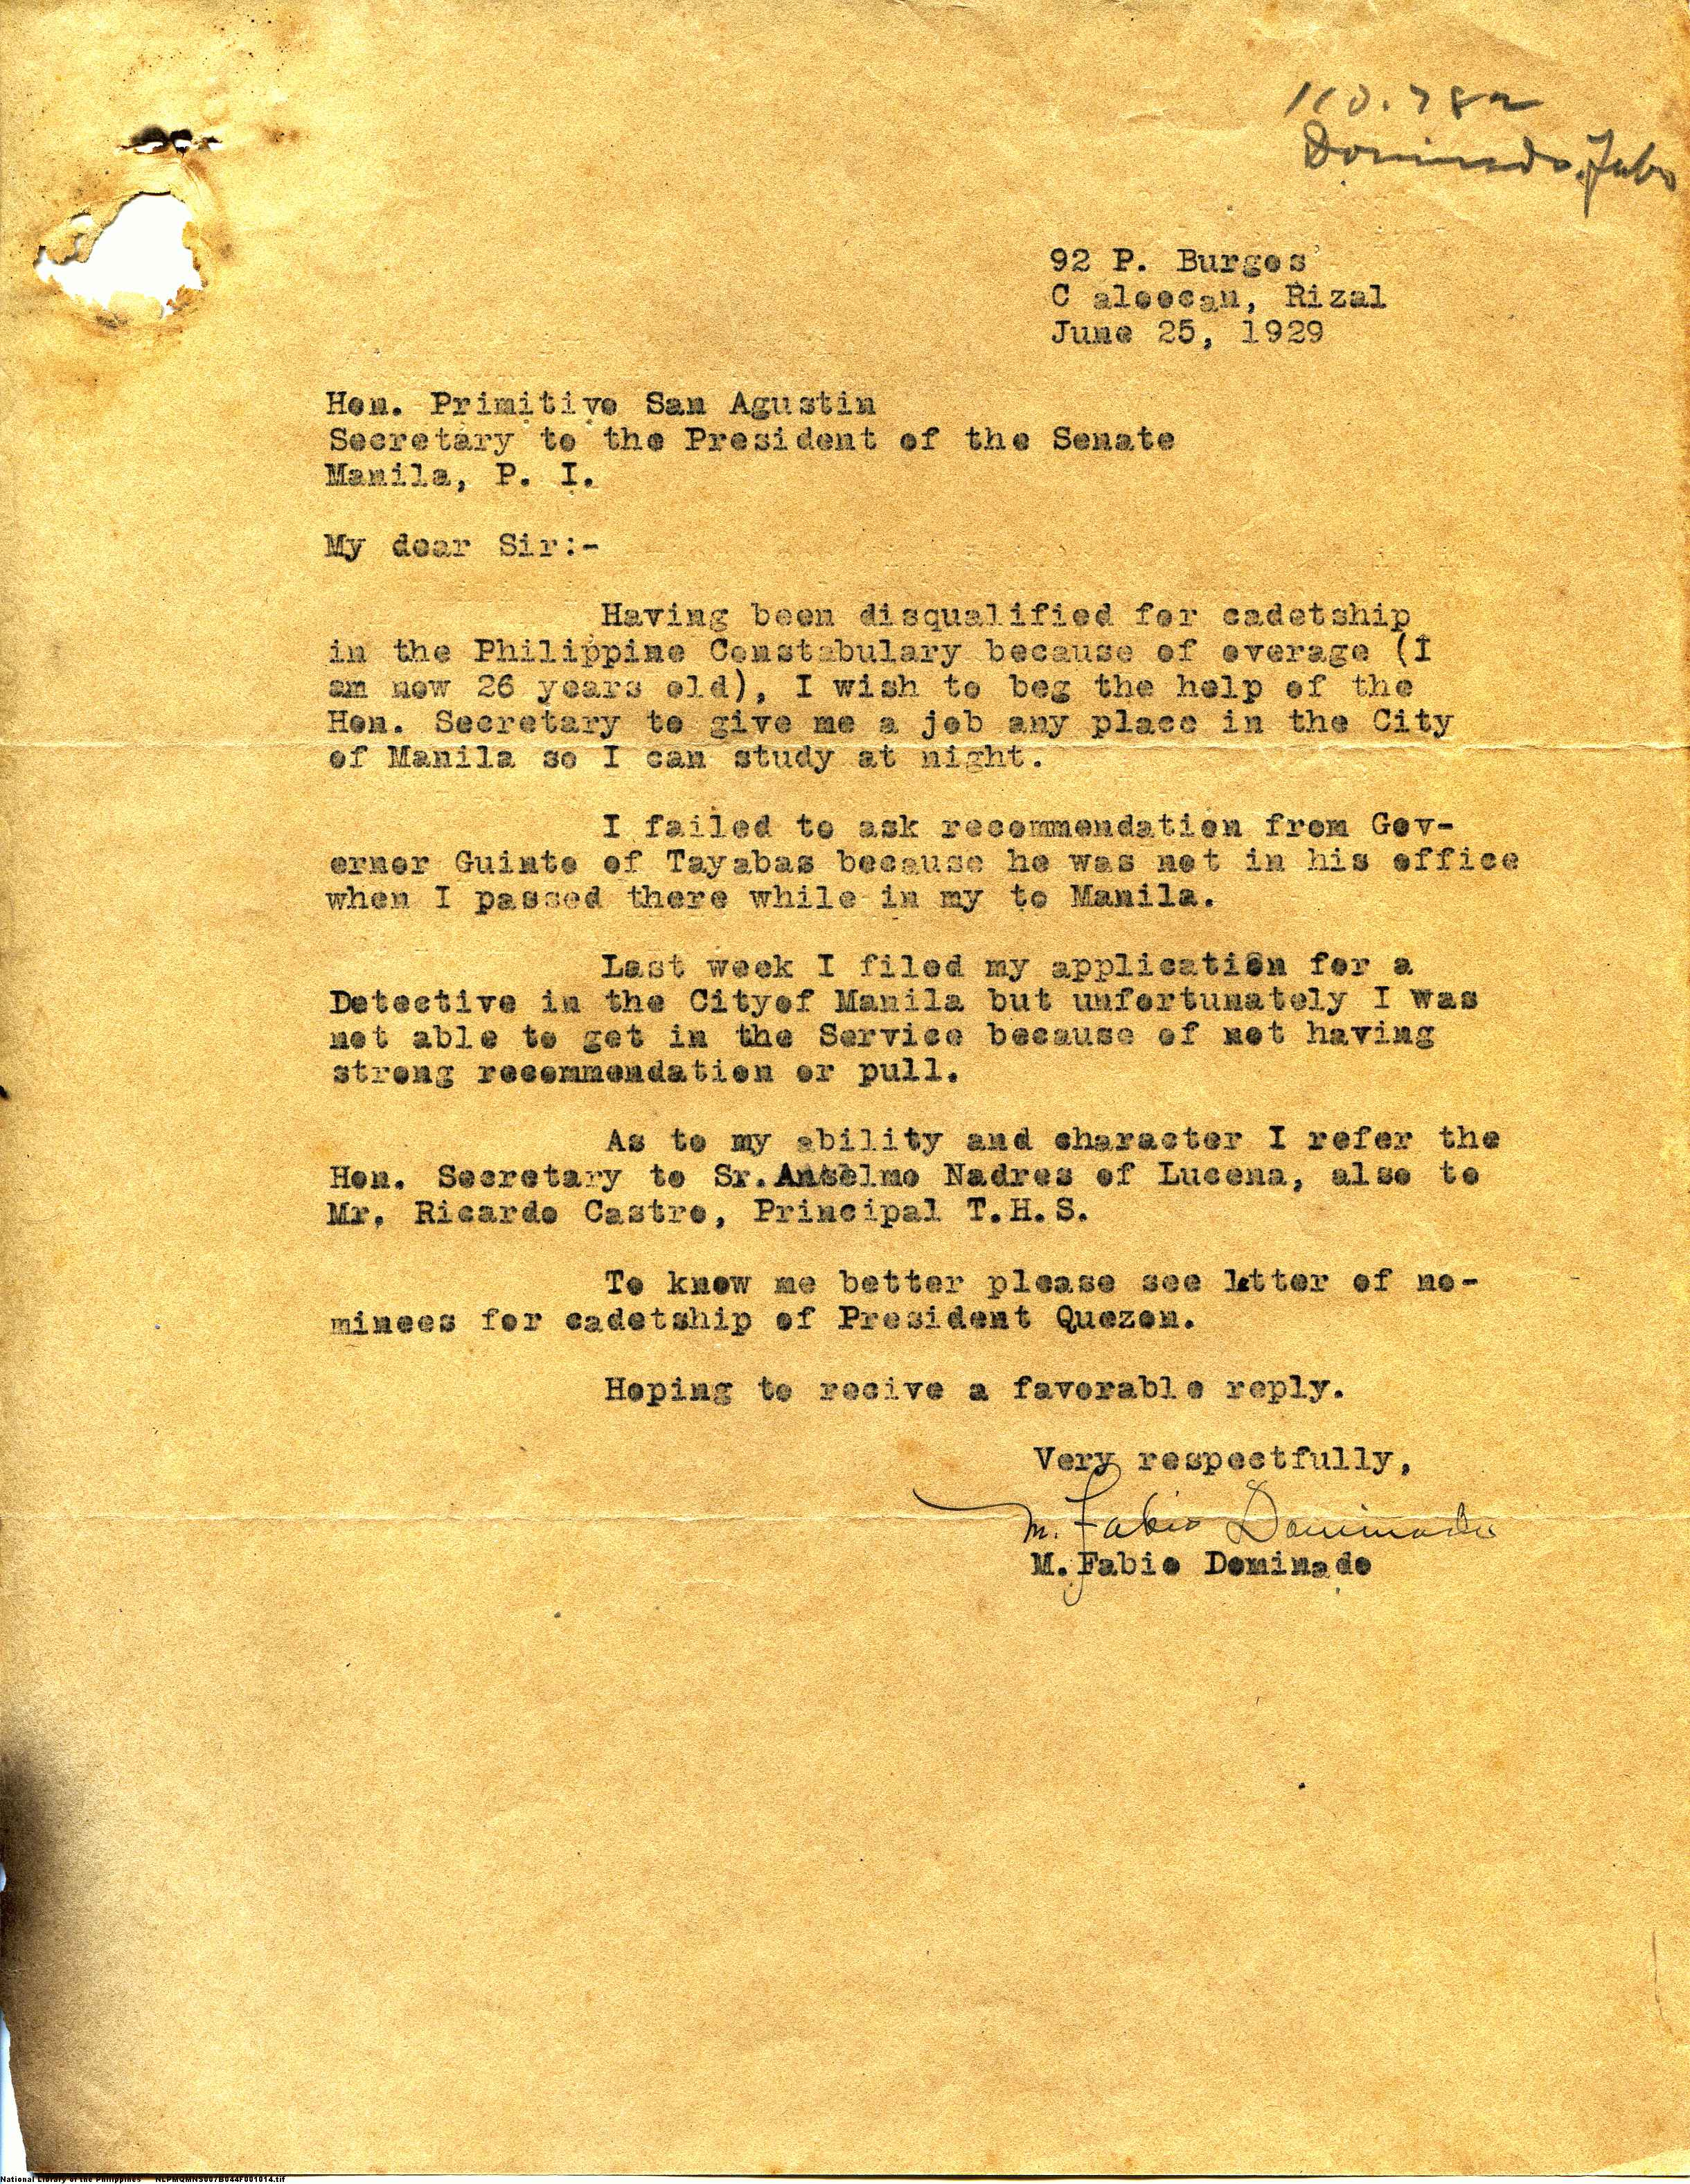 110.782
Dominado, Fabio
92 P. Burgos
C aloocan, Rizal
June 25, 1929
Hon. Primitivo San Agustin
Secretary to the President of the Senate
Manila, P. I.
My dear Sir:-
Having been disqualified for cadetship
in the Philippine Constabulary because of overage (I
am now 26 years old), I wish to beg the help of the
Hon. Secretary to give me a job any place in the City
of Manila so I can study at night.
I failed to ask recommendation from Gov-
ernor Guinto of Tayabas because he was not in his office
when I passed there while in my to Manila.
Last week I filed my application for a
Detective in the Cityof Manila but unfortunately I was
not able to get in the Service because of not having
strong recommendation or pull.
As to my ability and character I refer the
Hon. Secretary to Sr. Anselmo Nadres of Lucena, also to
Mr. Ricardo Castro, Principal T.H.S.
To know me better please see letter of no-
minees for cadetship of President Quezon.
Hoping to recive a favorable reply.
Very respectfully,
M. Fabio Dominado
M. Fabio Dominado
National Library of the Philippines NLPMQMNS007B044F001014.tif